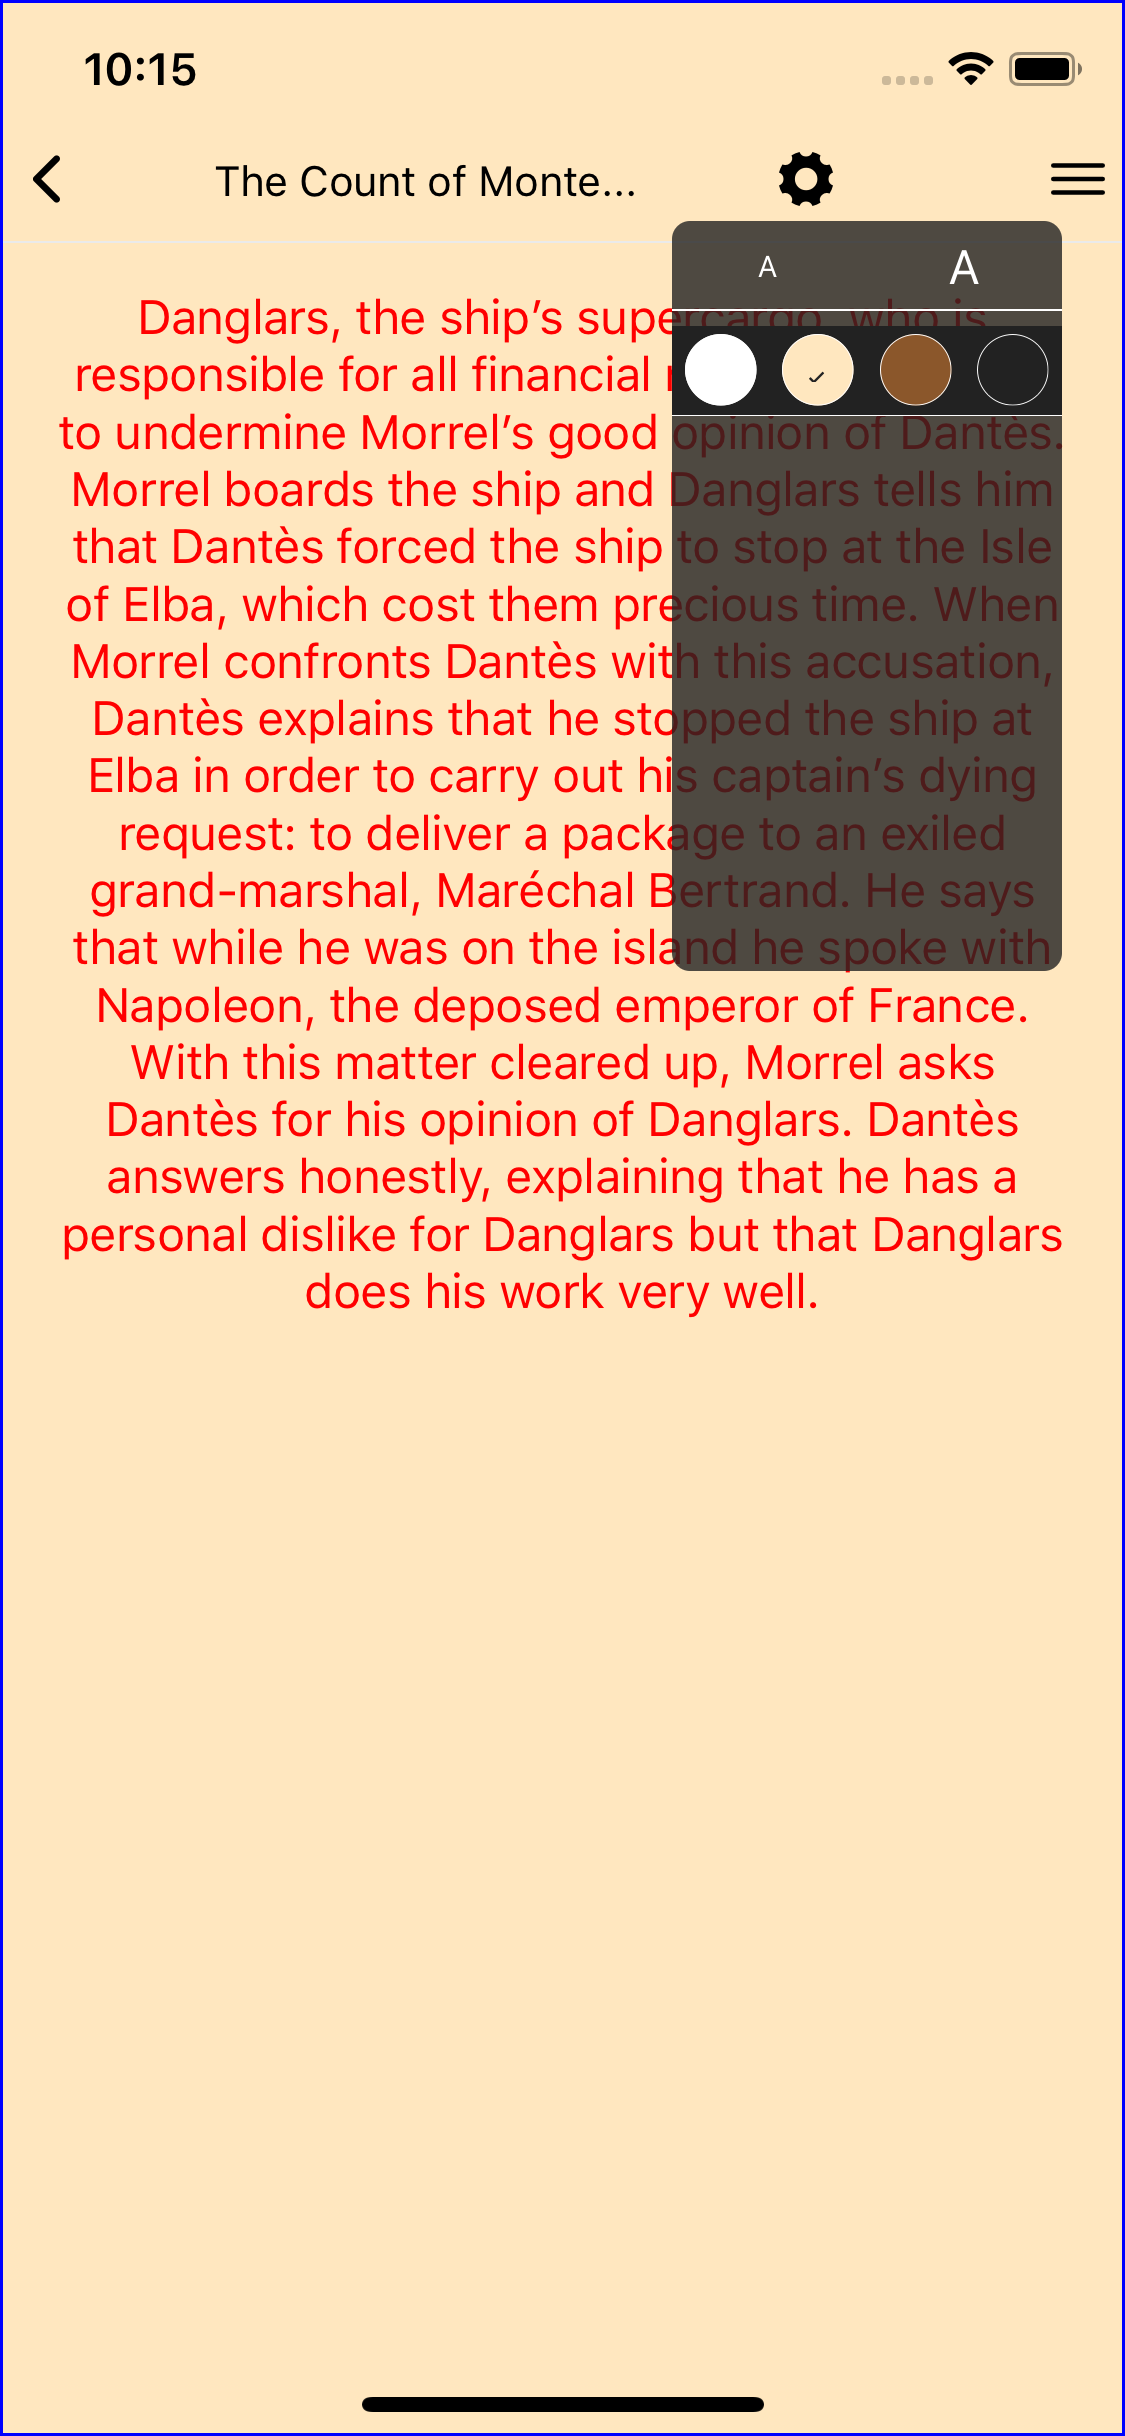 10:15
The Count of Monte...
A A
Danglars, the ship’s supercargo, who is
responsible for all financial
to undermine Morrel’s good opinion of Dantès.
Morrel boards the ship and Danglars tells him
that Dantès forced the ship to stop at the Isle
of Elba, which cost them precious time. When
Morrel confronts Dantès with this accusation,
Dantès explains that he stopped the ship at
Elba in order to carry out his captain’s dying
request: to deliver a package to an exiled
grand-marshal, Maréchal Bertrand. He says
that while he was on the island he spoke with
Napoleon, the deposed emperor of France.
With this matter cleared up, Morrel asks
Dantès for his opinion of Danglars. Dantès
answers honestly, explaining that he has a
personal dislike for Danglars but that Danglars
does his work very well.